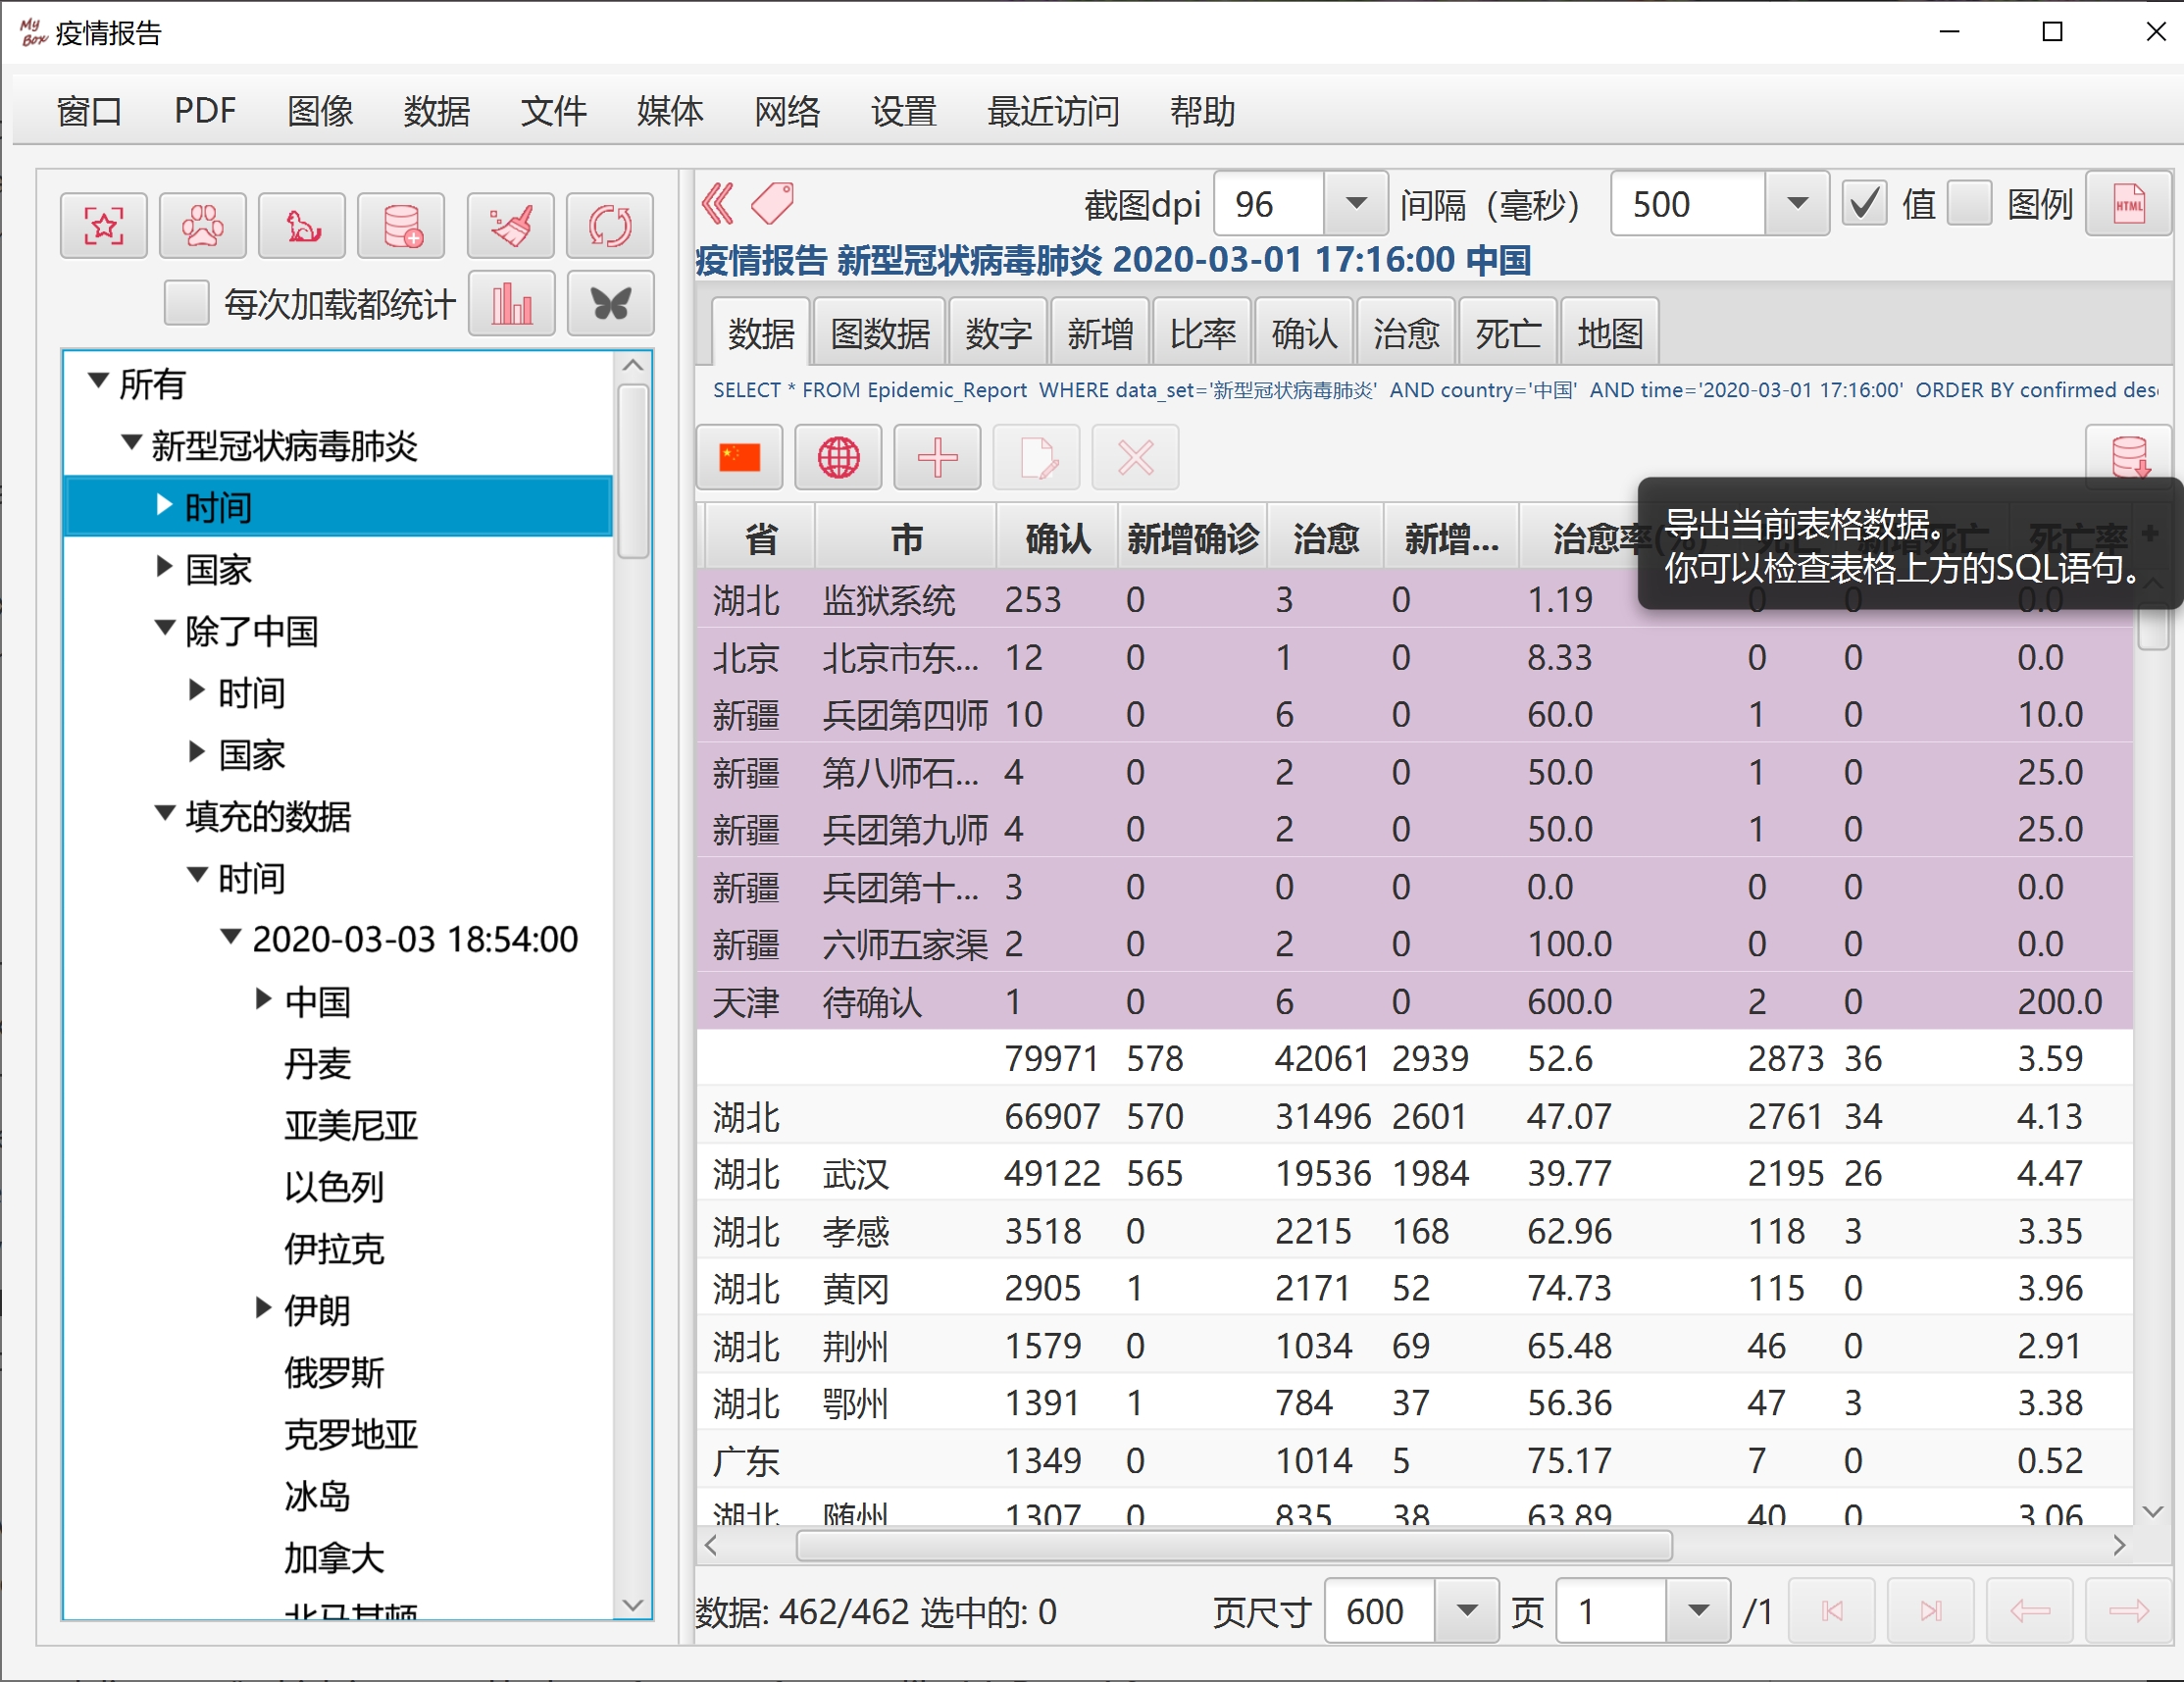 My Box 疫情报告
窗口 PDF 图像 数据 文件 媒体 网络 设置 最近访问 帮助
截图dpi 96 间隔（毫秒） 500 值 图例 HTML
每次加载都统计
疫情报告 新型冠状病毒肺炎 2020-03-01 17:16:00 中国
数据 图数据 数字 新增 比率 确认 治愈 死亡 地图
SELECT * FROM Epidemic_Report WHERE data_set='新型冠状病毒肺炎' AND country='中国' AND time='2020-03-01 17:16:00' ORDER BY confirmed des
所有
新型冠状病毒肺炎
时间
国家
除了中国
时间
国家
填充的数据
时间
2020-03-03 18:54:00
中国
丹麦
亚美尼亚
以色列
伊拉克
伊朗
俄罗斯
克罗地亚
冰岛
加拿大
北马其顿
导出当前表格数据。
你可以检查表格上方的SQL语句。
省 市 确认 新增确诊 治愈 新增... 治愈率(%) 死亡 新增死亡 死亡率
湖北 监狱系统 253 0 3 0 1.19 0 0 0.0
北京 北京市东... 12 0 1 0 8.33 0 0 0.0
新疆 兵团第四师 10 0 6 0 60.0 1 0 10.0
新疆 第八师石... 4 0 2 0 50.0 1 0 25.0
新疆 兵团第九师 4 0 2 0 50.0 1 0 25.0
新疆 兵团第十... 3 0 0 0 0.0 0 0 0.0
新疆 六师五家渠 2 0 2 0 100.0 0 0 0.0
天津 待确认 1 0 6 0 600.0 2 0 200.0
79971 578 42061 2939 52.6 2873 36 3.59
湖北 66907 570 31496 2601 47.07 2761 34 4.13
湖北 武汉 49122 565 19536 1984 39.77 2195 26 4.47
湖北 孝感 3518 0 2215 168 62.96 118 3 3.35
湖北 黄冈 2905 1 2171 52 74.73 115 0 3.96
湖北 荆州 1579 0 1034 69 65.48 46 0 2.91
湖北 鄂州 1391 1 784 37 56.36 47 3 3.38
广东 1349 0 1014 5 75.17 7 0 0.52
湖北 随州 1307 0 835 38 63.89 40 0 3.06
数据: 462/462 选中的: 0 页尺寸 600 页 1 /1